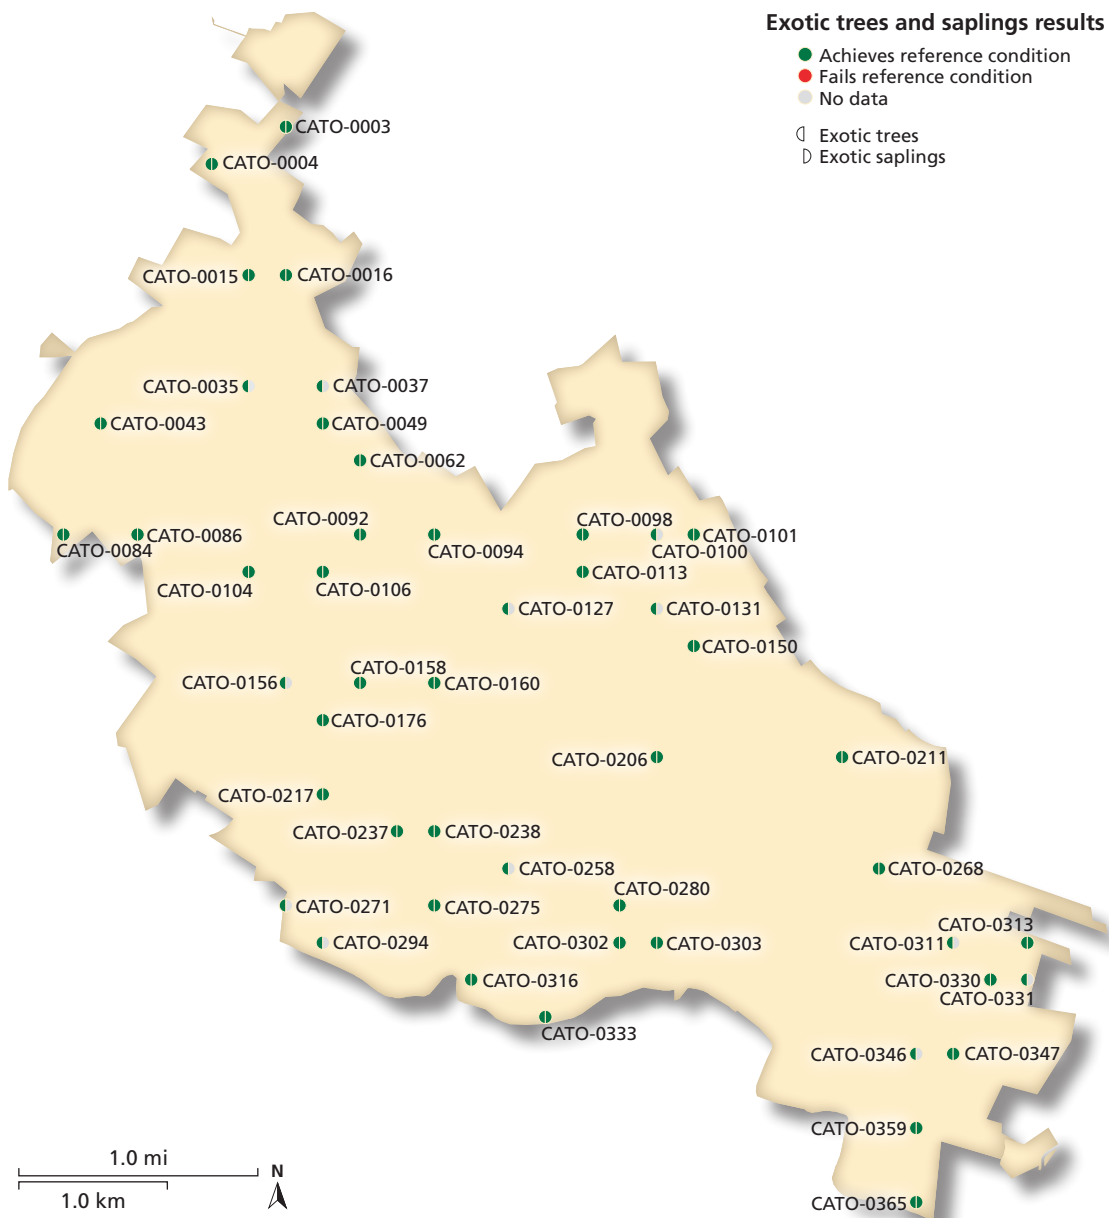 Exotic trees and saplings results
Achieves reference condition
Fails reference condition
No data
Exotic trees
Exotic saplings
CATO-0003
CATO-0004
CATO-0015
CATO-0016
CATO-0035
CATO-0037
CATO-0043
CATO-0049
CATO-0062
CATO-0092
CATO-0098
CATO-0084
CATO-0086
CATO-0094
CATO-0100
CATO-0101
CATO-0104
CATO-0106
CATO-0113
CATO-0127
CATO-0131
CATO-0150
CATO-0158
CATO-0156
CATO-0160
CATO-0176
CATO-0206
CATO-0211
CATO-0217
CATO-0237
CATO-0238
CATO-0258
CATO-0268
CATO-0280
CATO-0271
CATO-0275
CATO-0313
CATO-0294
CATO-0302
CATO-0303
CATO-0311
CATO-0316
CATO-0330
CATO-0331
CATO-0333
CATO-0346
CATO-0347
CATO-0359
CATO-0365
1.0 mi
N
1.0 km